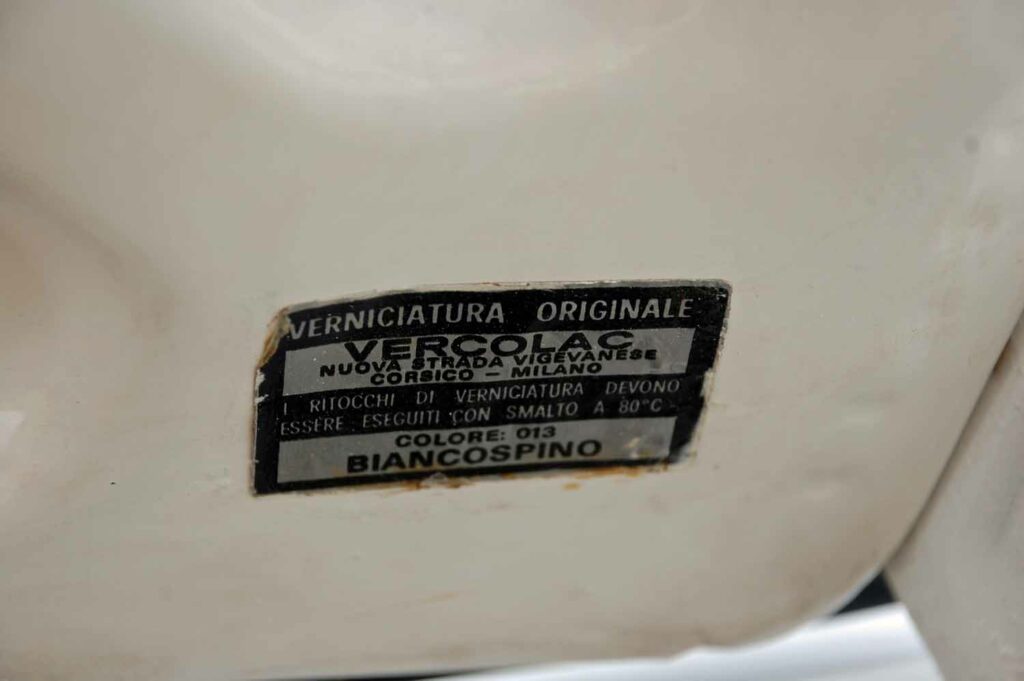 VERNICIATURA ORIGINALE
VERCOLAC
NUOVA STRADA VIGEVANESE
CORSICO – MILANO
I RITOCCHI DI VERNICIATURA DEVONO
ESSERE ESEGUITI CON SMALTO A 80°C
COLORE: 013
BIANCOSPINO